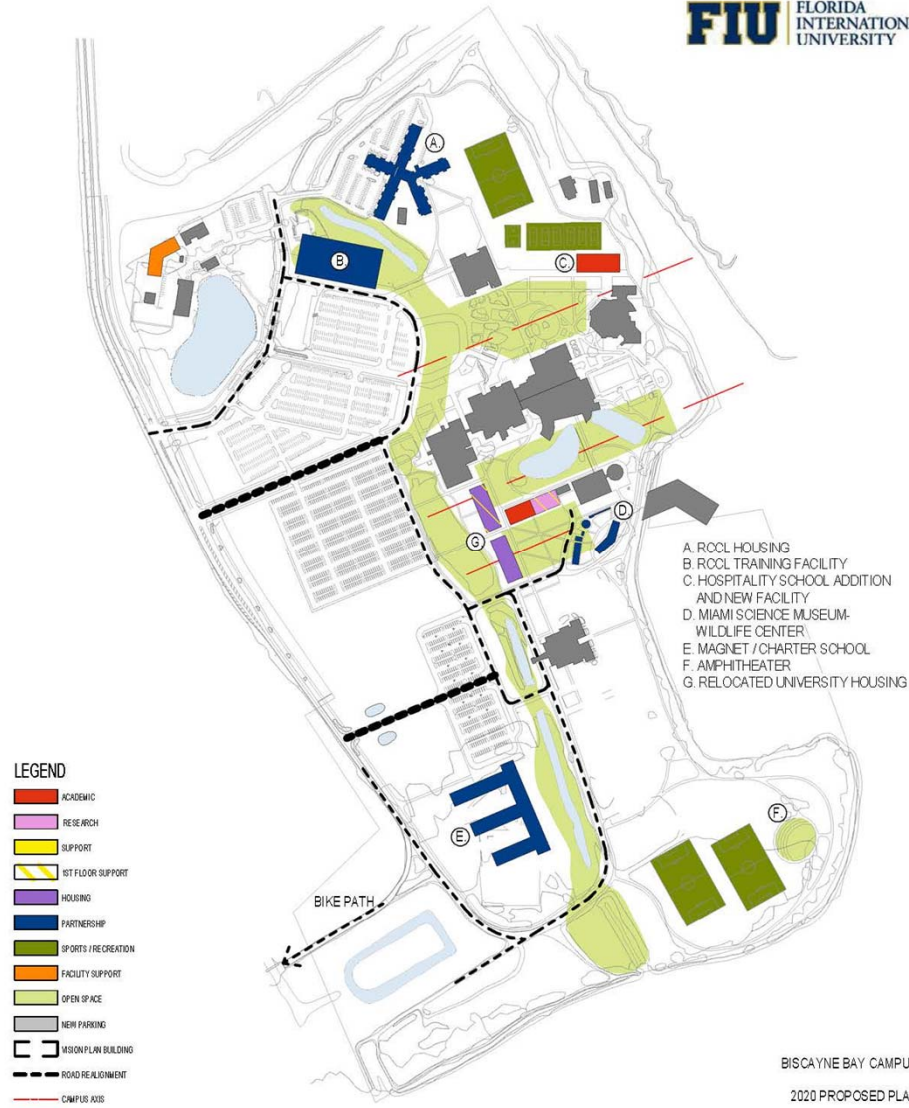 FIU
FLORIDA
INTERNATION
UNIVERSITY
A.
B
C.
D.
G
A. RCCL HOUSING
B. RCCL TRAINING FACILITY
C. HOSPITALITY SCHOOL ADDITION
AND NEW FACILITY
D. MIAMI SCIENCE MUSEUM-
WILDLIFE CENTER
E. MAGNET / CHARTER SCHOOL
F. AMPHITHEATER
G. RELOCATED UNIVERSITY HOUSING
E.
F.
BIKE PATH
LEGEND
ACADEMIC
RESEARCH
SUPPORT
1ST FLOOR SUPPORT
HOUSING
PARTNERSHIP
SPORTS / RECREATION
FACILITY SUPPORT
OPEN SPACE
NEW PARKING
VISION PLAN BUILDING
ROAD REALIGNMENT
CAMPUS AXIS
BISCAYNE BAY CAMPU
2020 PROPOSED PLA